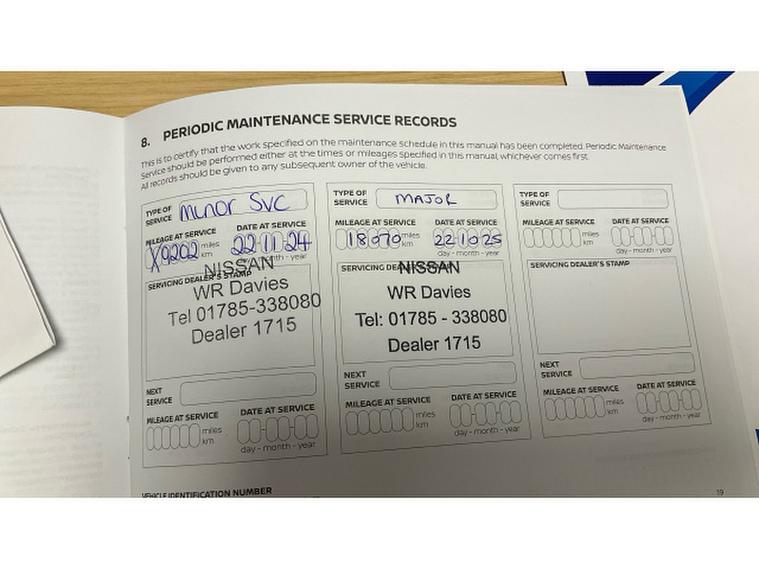 8. PERIODIC MAINTENANCE SERVICE RECORDS
This is to certify that the work specified on the maintenance schedule in this manual has been completed. Periodic Maintenance
Service should be performed either at the times or mileages specified in this manual, whichever comes first.
All records should be given to any subsequent owner of the vehicle.
TYPE OF SERVICE Minor Svc
MILEAGE AT SERVICE DATE AT SERVICE
X9202 miles km 22 11 24
day - month - year
SERVICING DEALER'S STAMP
NISSAN
WR Davies
Tel 01785-338080
Dealer 1715
NEXT SERVICE
MILEAGE AT SERVICE DATE AT SERVICE
miles km
day - month - year
TYPE OF SERVICE MAJOR
MILEAGE AT SERVICE DATE AT SERVICE
18070 miles km 22 10 25
day - month - year
SERVICING DEALER'S STAMP
NISSAN
WR Davies
Tel: 01785 - 338080
Dealer 1715
NEXT SERVICE
MILEAGE AT SERVICE DATE AT SERVICE
miles km
day - month - year
TYPE OF SERVICE
MILEAGE AT SERVICE DATE AT SERVICE
miles km
day - month - year
SERVICING DEALER'S STAMP
NEXT SERVICE
MILEAGE AT SERVICE DATE AT SERVICE
miles km
day - month - year
VEHICLE IDENTIFICATION NUMBER
19